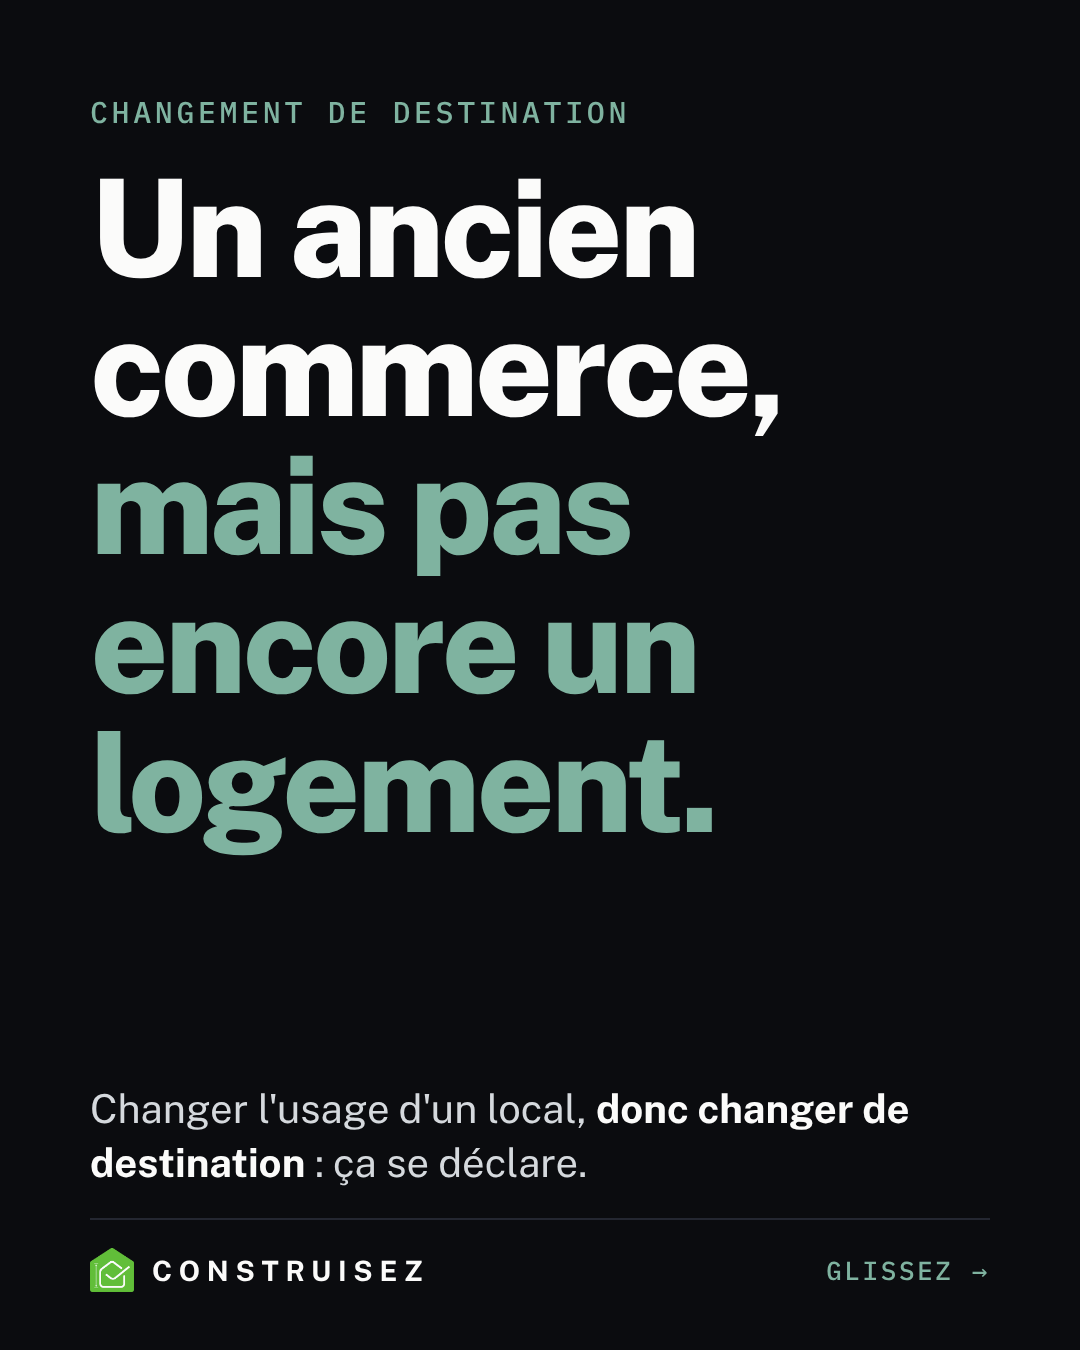 CHANGEMENT DE DESTINATION
Un ancien
commerce,
mais pas
encore un
logement.
Changer l'usage d'un local, donc changer de
destination : ça se déclare.
CONSTRUISEZ
GLISSEZ →